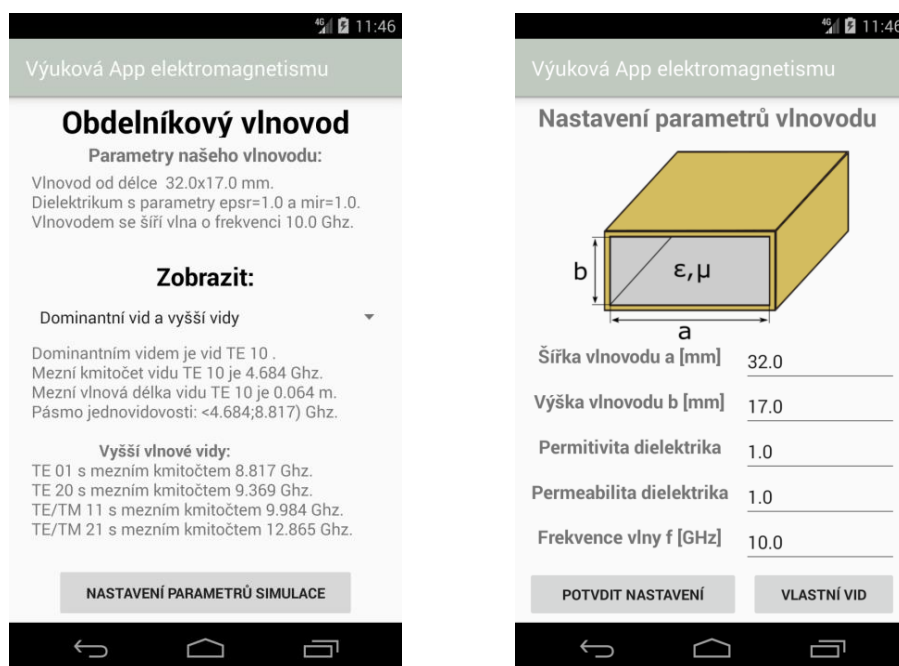 4G 11:46
Výuková App elektromagnetismu
Obdelníkový vlnovod
Parametry našeho vlnovodu:
Vlnovod od délce 32.0x17.0 mm.
Dielektrikum s parametry epsr=1.0 a mir=1.0.
Vlnovodem se šíří vlna o frekvenci 10.0 Ghz.
Zobrazit:
Dominantní vid a vyšší vidy
Dominantním videm je vid TE 10 .
Mezní kmitočet vidu TE 10 je 4.684 Ghz.
Mezní vlnová délka vidu TE 10 je 0.064 m.
Pásmo jednovidovosti: <4.684;8.817) Ghz.
Vyšší vlnové vidy:
TE 01 s mezním kmitočtem 8.817 Ghz.
TE 20 s mezním kmitočtem 9.369 Ghz.
TE/TM 11 s mezním kmitočtem 9.984 Ghz.
TE/TM 21 s mezním kmitočtem 12.865 Ghz.
NASTAVENÍ PARAMETRŮ SIMULACE
4G 11:46
Výuková App elektromagnetismu
Nastavení parametrů vlnovodu
b ε,μ
a
Šířka vlnovodu a [mm] 32.0
Výška vlnovodu b [mm] 17.0
Permitivita dielektrika 1.0
Permeabilita dielektrika 1.0
Frekvence vlny f [GHz] 10.0
POTVDIT NASTAVENÍ VLASTNÍ VID